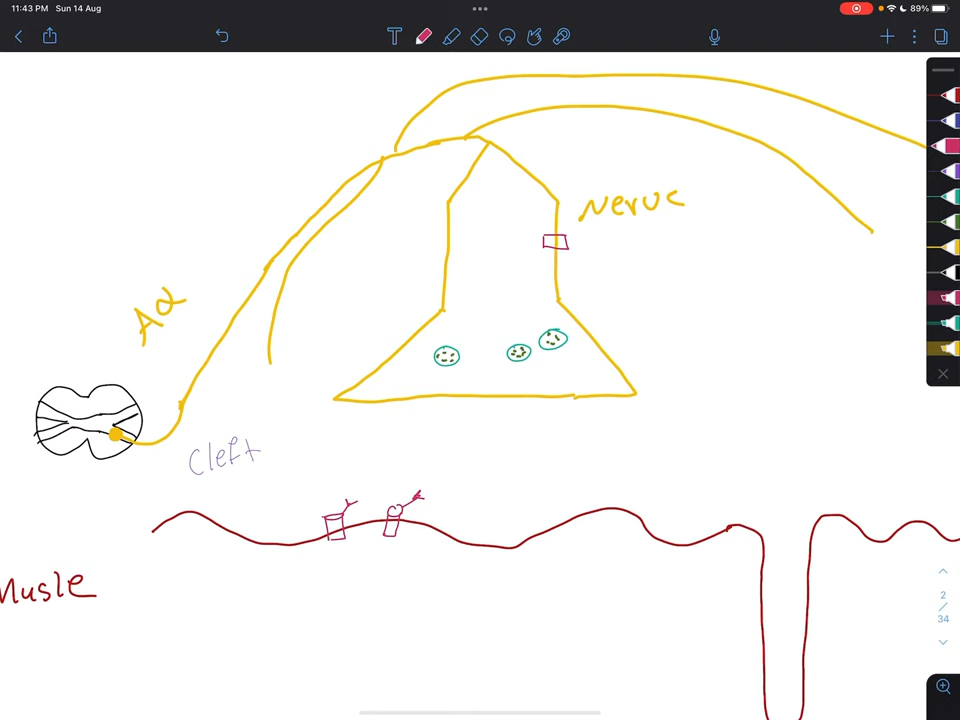 11:43 PM Sun 14 Aug
89%
Nerve
Aα
Cleft
Musle
2
/
34